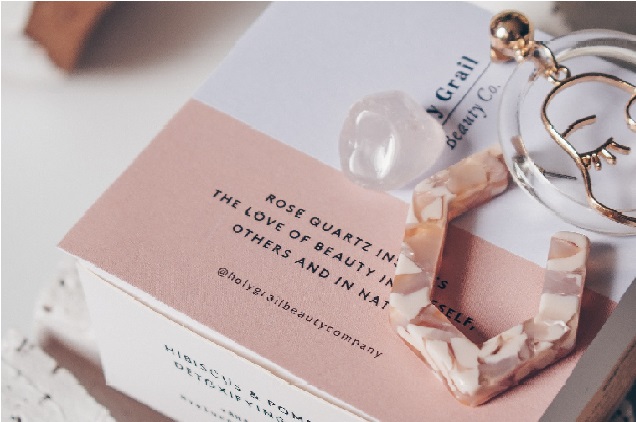 y Grail
Beauty Co.
ROSE QUARTZ IN
THE LOVE OF BEAUTY IN
OTHERS AND IN NAT SELF,
@holygrailbeautycompany
HIBISCUS & POM
DETOXIFYING